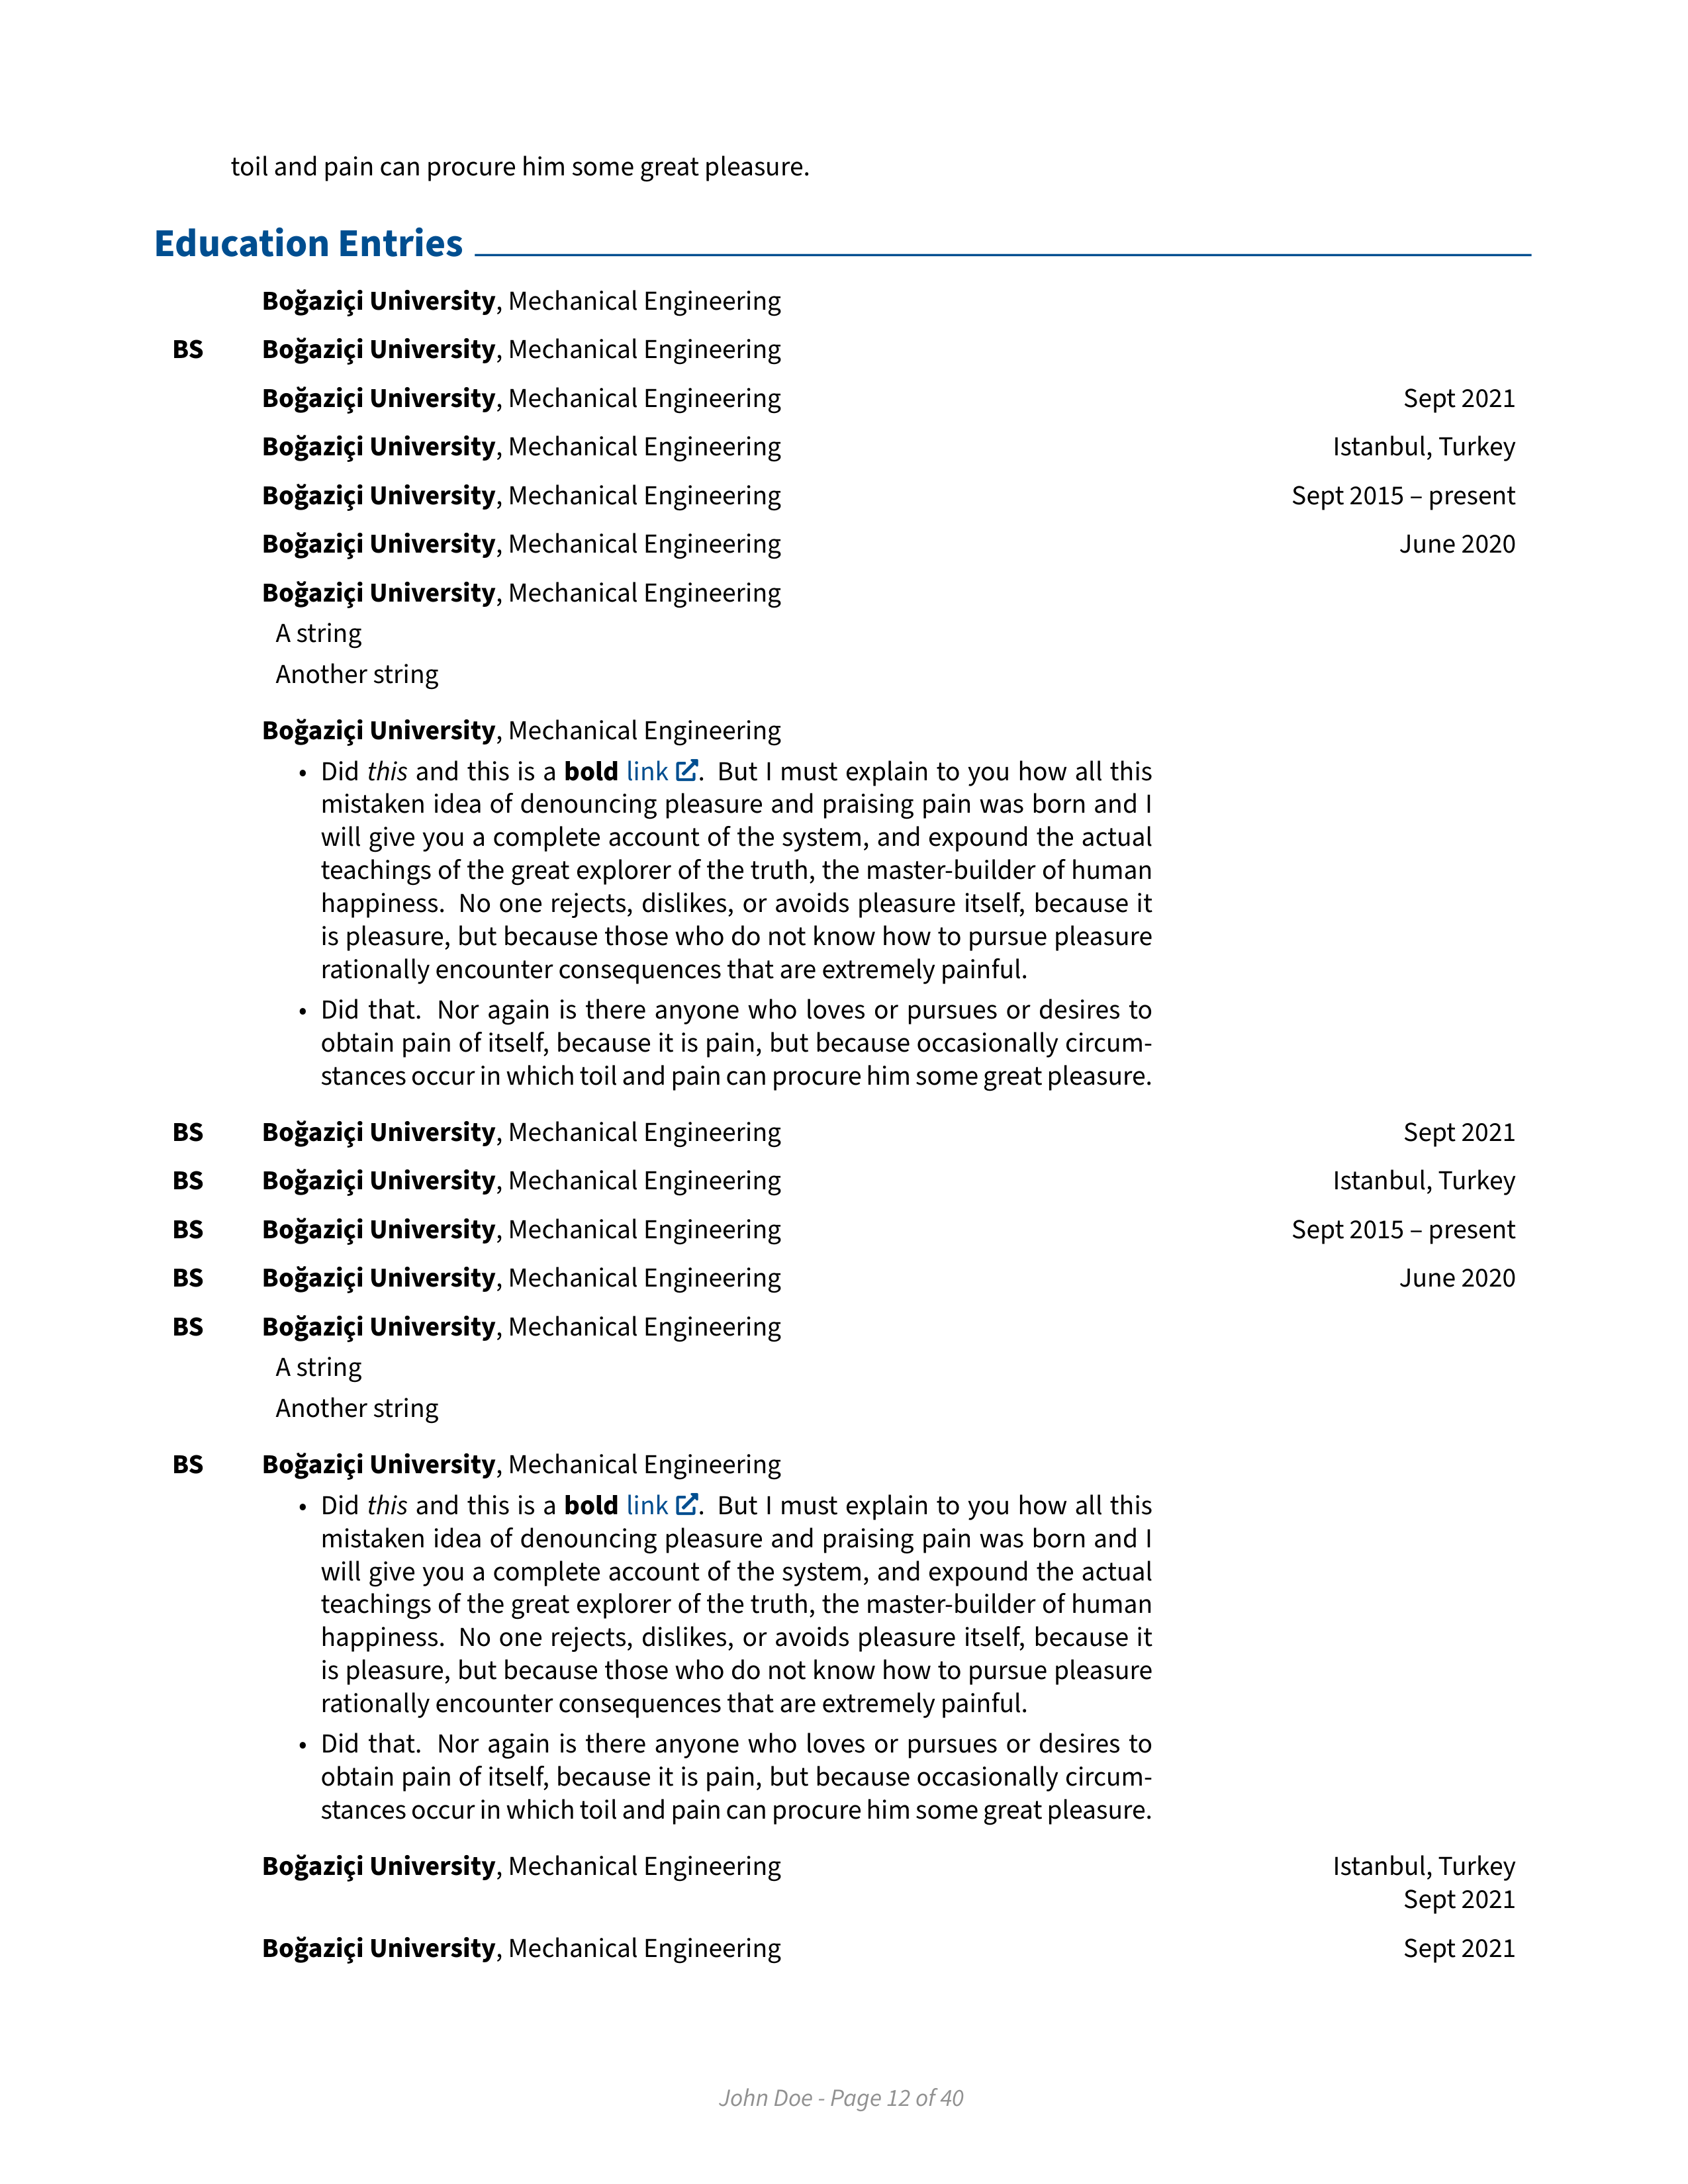 toil and pain can procure him some great pleasure.
Education Entries
Boğaziçi University, Mechanical Engineering
BS Boğaziçi University, Mechanical Engineering
Boğaziçi University, Mechanical Engineering Sept 2021
Boğaziçi University, Mechanical Engineering Istanbul, Turkey
Boğaziçi University, Mechanical Engineering Sept 2015 – present
Boğaziçi University, Mechanical Engineering June 2020
Boğaziçi University, Mechanical Engineering
A string
Another string
Boğaziçi University, Mechanical Engineering
• Did this and this is a bold link. But I must explain to you how all this
mistaken idea of denouncing pleasure and praising pain was born and I
will give you a complete account of the system, and expound the actual
teachings of the great explorer of the truth, the master-builder of human
happiness. No one rejects, dislikes, or avoids pleasure itself, because it
is pleasure, but because those who do not know how to pursue pleasure
rationally encounter consequences that are extremely painful.
• Did that. Nor again is there anyone who loves or pursues or desires to
obtain pain of itself, because it is pain, but because occasionally circum-
stances occur in which toil and pain can procure him some great pleasure.
BS Boğaziçi University, Mechanical Engineering Sept 2021
BS Boğaziçi University, Mechanical Engineering Istanbul, Turkey
BS Boğaziçi University, Mechanical Engineering Sept 2015 – present
BS Boğaziçi University, Mechanical Engineering June 2020
BS Boğaziçi University, Mechanical Engineering
A string
Another string
BS Boğaziçi University, Mechanical Engineering
• Did this and this is a bold link. But I must explain to you how all this
mistaken idea of denouncing pleasure and praising pain was born and I
will give you a complete account of the system, and expound the actual
teachings of the great explorer of the truth, the master-builder of human
happiness. No one rejects, dislikes, or avoids pleasure itself, because it
is pleasure, but because those who do not know how to pursue pleasure
rationally encounter consequences that are extremely painful.
• Did that. Nor again is there anyone who loves or pursues or desires to
obtain pain of itself, because it is pain, but because occasionally circum-
stances occur in which toil and pain can procure him some great pleasure.
Boğaziçi University, Mechanical Engineering Istanbul, Turkey
Sept 2021
Boğaziçi University, Mechanical Engineering Sept 2021
John Doe - Page 12 of 40